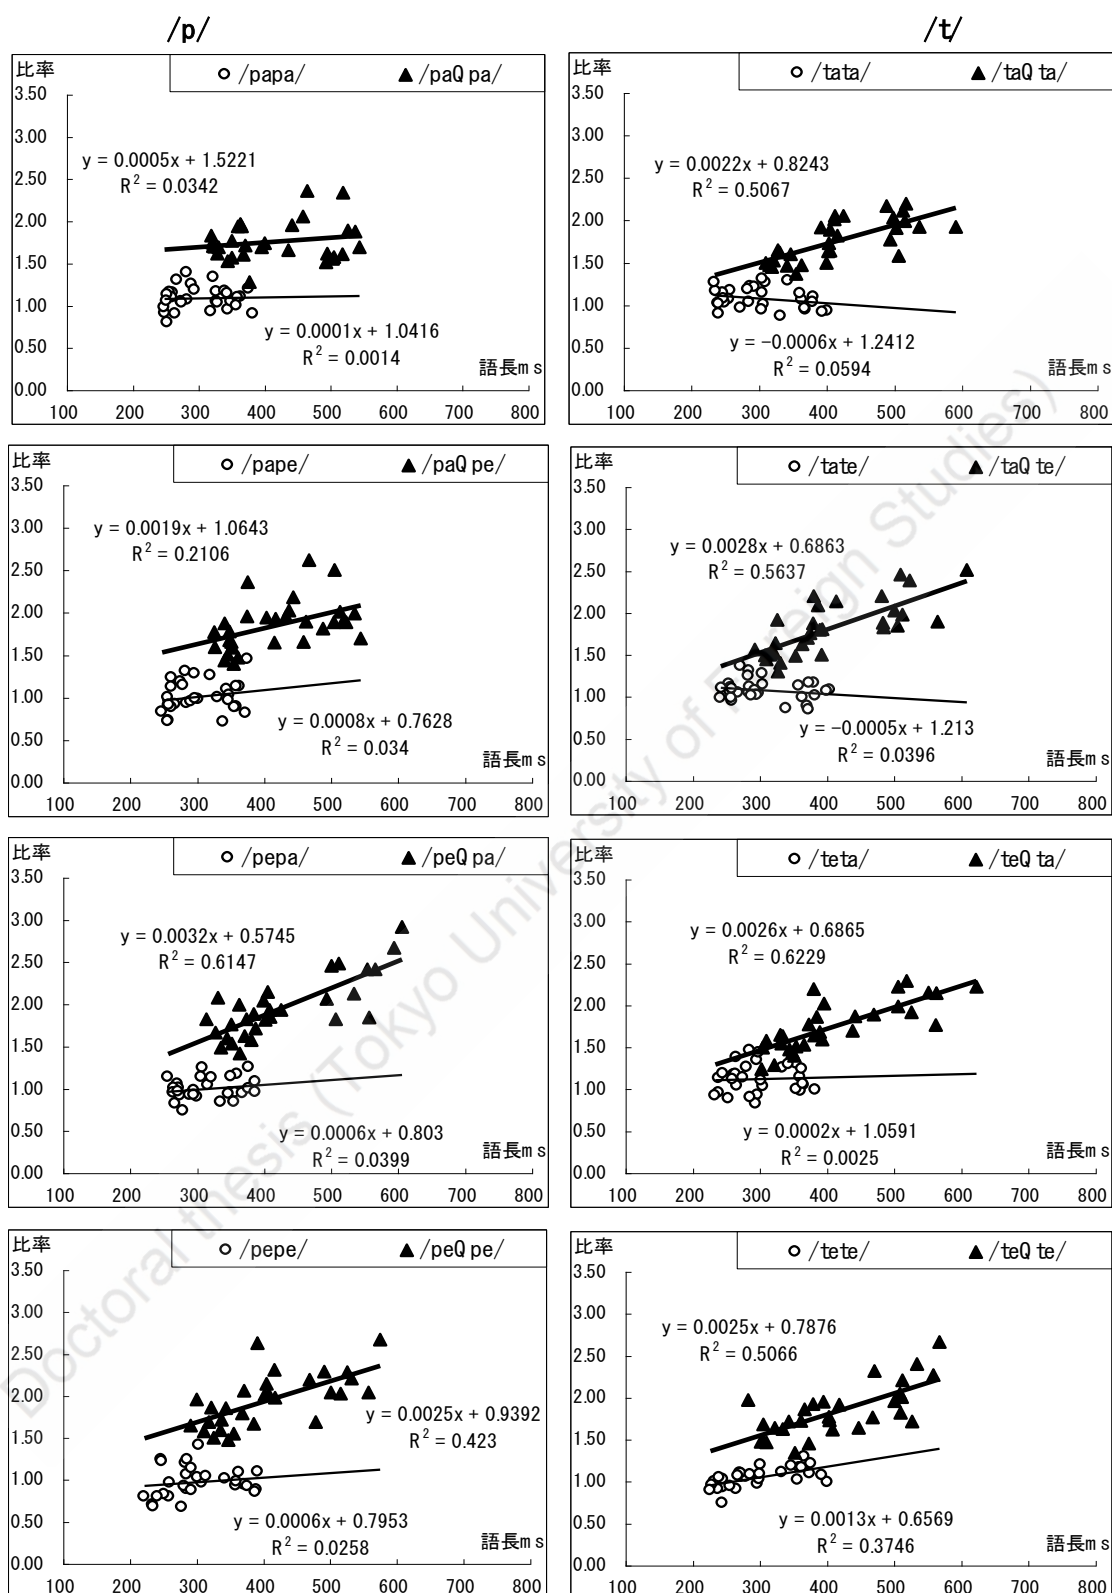 /p/
/t/
比率
/papa/ /paQ pa/
3.50
3.00
2.50
2.00
1.50
1.00
0.50
0.00
y = 0.0005x + 1.5221
R² = 0.0342
y = 0.0001x + 1.0416
R² = 0.0014
語長ms
100 200 300 400 500 600 700 800
比率
/tata/ /taQ ta/
3.50
3.00
2.50
2.00
1.50
1.00
0.50
0.00
y = 0.0022x + 0.8243
R² = 0.5067
y = −0.0006x + 1.2412
R² = 0.0594
語長ms
100 200 300 400 500 600 700 800
比率
/pape/ /paQ pe/
3.50
3.00
2.50
2.00
1.50
1.00
0.50
0.00
y = 0.0019x + 1.0643
R² = 0.2106
y = 0.0008x + 0.7628
R² = 0.034
語長ms
100 200 300 400 500 600 700 800
比率
/tate/ /taQ te/
3.50
3.00
2.50
2.00
1.50
1.00
0.50
0.00
y = 0.0028x + 0.6863
R² = 0.5637
y = −0.0005x + 1.213
R² = 0.0396
語長ms
100 200 300 400 500 600 700 800
比率
/pepa/ /peQ pa/
3.50
3.00
2.50
2.00
1.50
1.00
0.50
0.00
y = 0.0032x + 0.5745
R² = 0.6147
y = 0.0006x + 0.803
R² = 0.0399
語長ms
100 200 300 400 500 600 700 800
比率
/teta/ /teQ ta/
3.50
3.00
2.50
2.00
1.50
1.00
0.50
0.00
y = 0.0026x + 0.6865
R² = 0.6229
y = 0.0002x + 1.0591
R² = 0.0025
語長ms
100 200 300 400 500 600 700 800
比率
/pepe/ /peQ pe/
3.50
3.00
2.50
2.00
1.50
1.00
0.50
0.00
y = 0.0025x + 0.9392
R² = 0.423
y = 0.0006x + 0.7953
R² = 0.0258
語長ms
100 200 300 400 500 600 700 800
比率
/tete/ /teQ te/
3.50
3.00
2.50
2.00
1.50
1.00
0.50
0.00
y = 0.0025x + 0.7876
R² = 0.5066
y = 0.0013x + 0.6569
R² = 0.3746
語長ms
100 200 300 400 500 600 700 800
Doctoral thesis (Tokyo University of Foreign Studies)